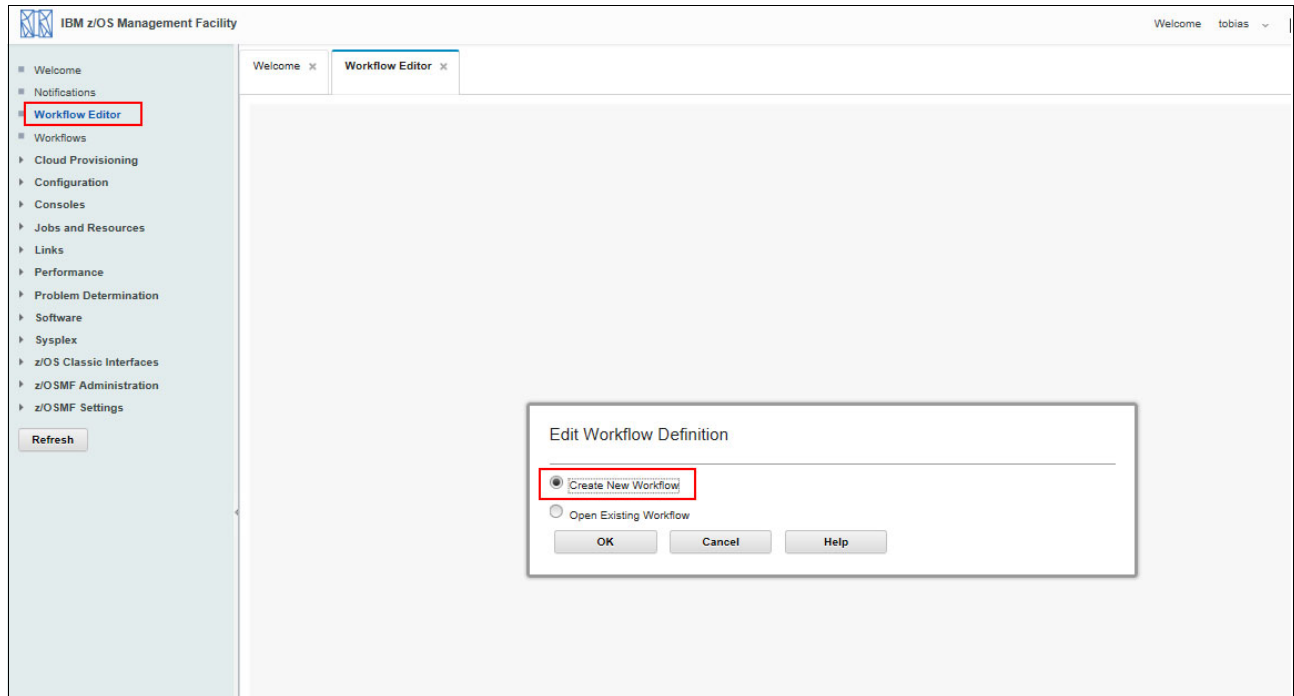 IBM z/OS Management Facility
Welcome tobias
Welcome
Notifications
Workflow Editor
Workflows
Cloud Provisioning
Configuration
Consoles
Jobs and Resources
Links
Performance
Problem Determination
Software
Sysplex
z/OS Classic Interfaces
z/OSMF Administration
z/OSMF Settings
Refresh
Welcome Workflow Editor
Edit Workflow Definition
Create New Workflow
Open Existing Workflow
OK Cancel Help